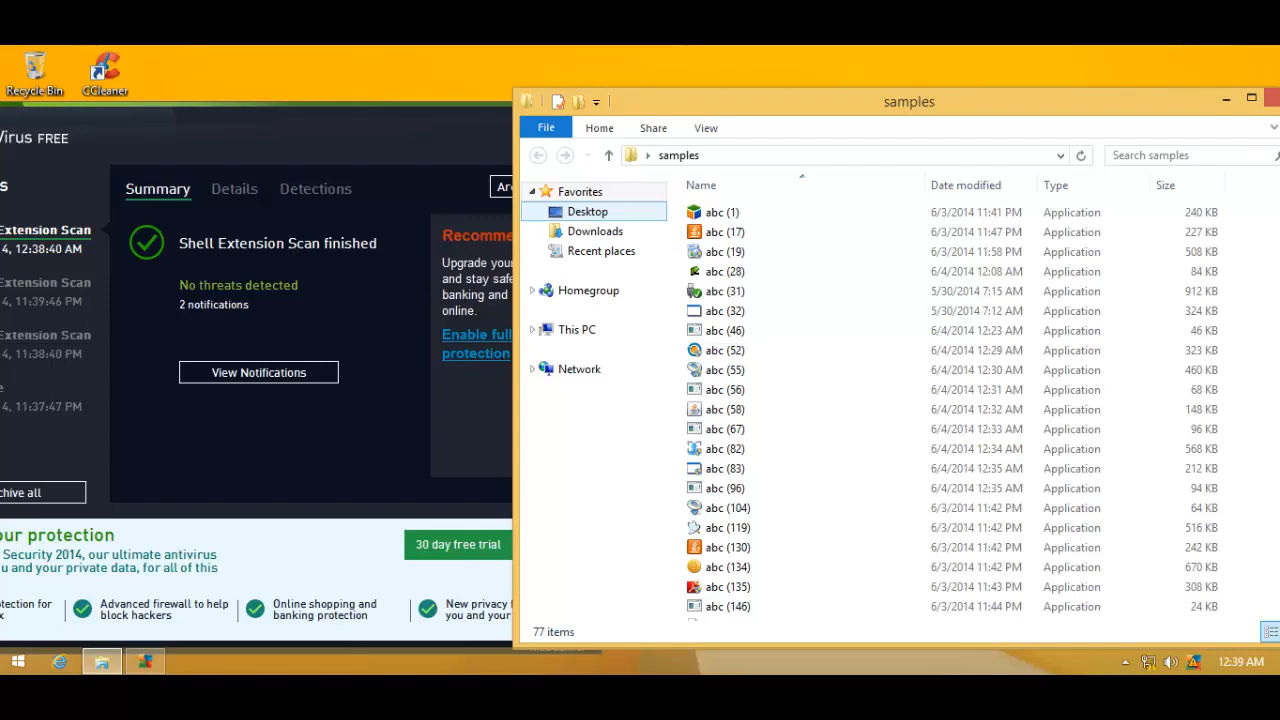 Recycle Bin
CCleaner
Virus FREE
s
Extension Scan
4, 12:38:40 AM
Extension Scan
4, 11:39:46 PM
Extension Scan
4, 11:38:40 PM
e
4, 11:37:47 PM
chive all
Summary Details Detections
Ar
Shell Extension Scan finished
No threats detected
2 notifications
View Notifications
Recomme
Upgrade your
and stay safe
banking and
online.
Enable full
protection
our protection
Security 2014, our ultimate antivirus
u and your private data, for all of this
30 day free trial
otection for
x
Advanced firewall to help
block hackers
Online shopping and
banking protection
New privacy f
you and your
samples
File Home Share View
samples
Search samples
Favorites
Desktop
Downloads
Recent places
Homegroup
This PC
Network
Name Date modified Type Size
abc (1) 6/3/2014 11:41 PM Application 240 KB
abc (17) 6/3/2014 11:47 PM Application 227 KB
abc (19) 6/3/2014 11:58 PM Application 508 KB
abc (28) 6/4/2014 12:08 AM Application 84 KB
abc (31) 5/30/2014 7:15 AM Application 912 KB
abc (32) 5/30/2014 7:12 AM Application 324 KB
abc (46) 6/4/2014 12:23 AM Application 46 KB
abc (52) 6/4/2014 12:29 AM Application 323 KB
abc (55) 6/4/2014 12:30 AM Application 460 KB
abc (56) 6/4/2014 12:31 AM Application 68 KB
abc (58) 6/4/2014 12:32 AM Application 148 KB
abc (67) 6/4/2014 12:33 AM Application 96 KB
abc (82) 6/4/2014 12:34 AM Application 568 KB
abc (83) 6/4/2014 12:35 AM Application 212 KB
abc (96) 6/4/2014 12:35 AM Application 94 KB
abc (104) 6/3/2014 11:42 PM Application 64 KB
abc (119) 6/3/2014 11:42 PM Application 516 KB
abc (130) 6/3/2014 11:42 PM Application 242 KB
abc (134) 6/3/2014 11:42 PM Application 670 KB
abc (135) 6/3/2014 11:43 PM Application 308 KB
abc (146) 6/3/2014 11:44 PM Application 24 KB
77 items
12:39 AM